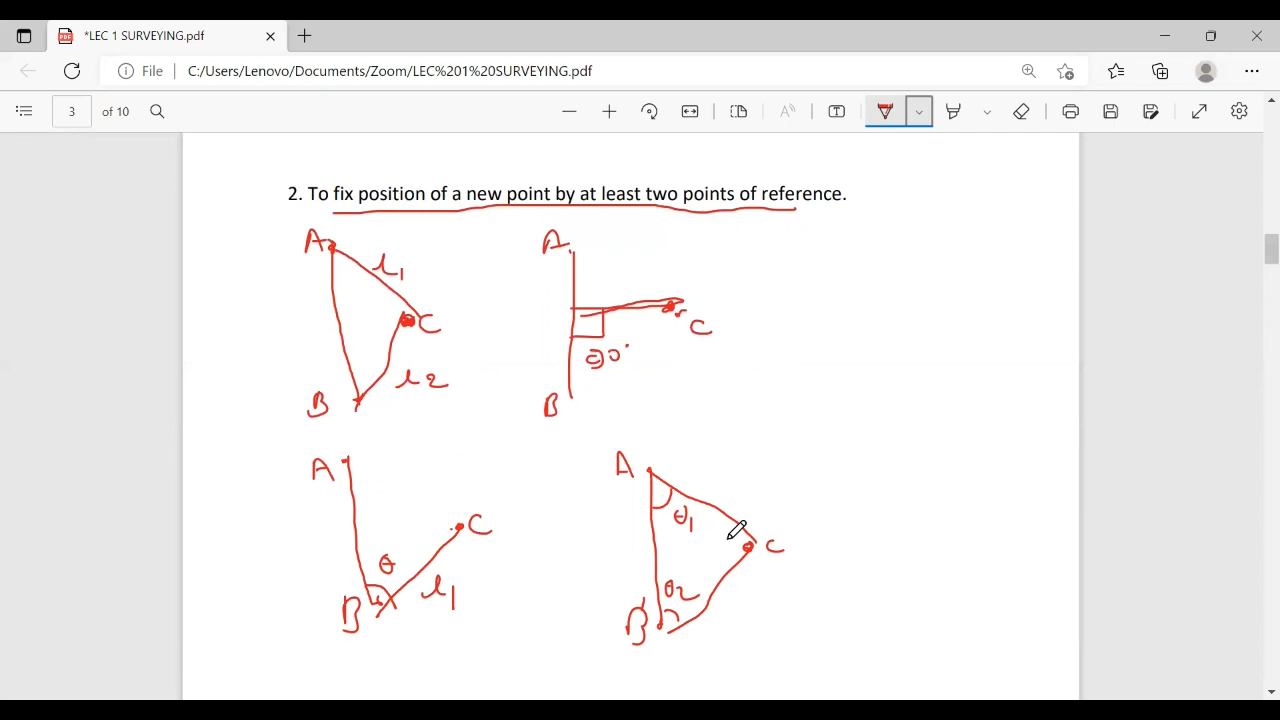 *LEC 1 SURVEYING.pdf
File C:/Users/Lenovo/Documents/Zoom/LEC%201%20SURVEYING.pdf
3 of 10
2. To fix position of a new point by at least two points of reference.
A A
l1
C C
90°
l2
B B
A A
θ1
C C
θ
l1 θ2
B B